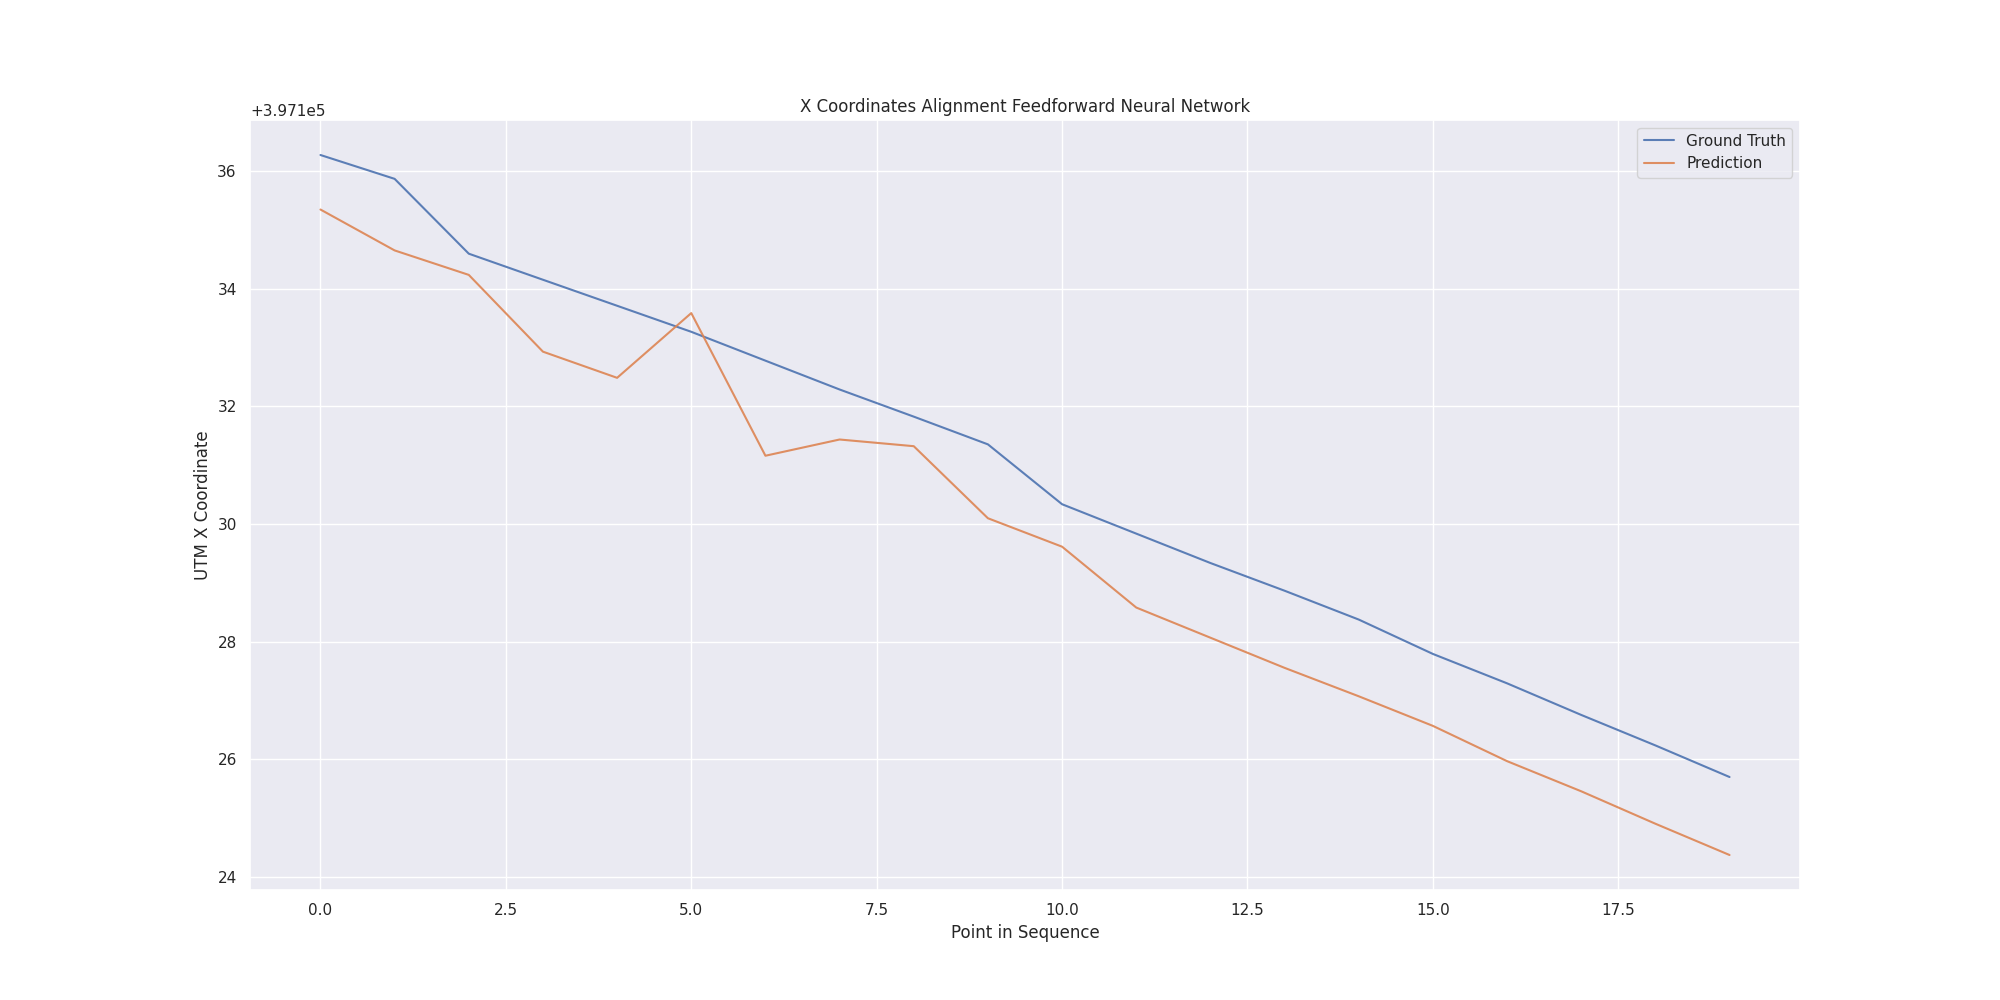 X Coordinates Alignment Feedforward Neural Network
+3.971e5
Ground Truth
Prediction
36
34
32
30
28
26
24
UTM X Coordinate
0.0 2.5 5.0 7.5 10.0 12.5 15.0 17.5
Point in Sequence